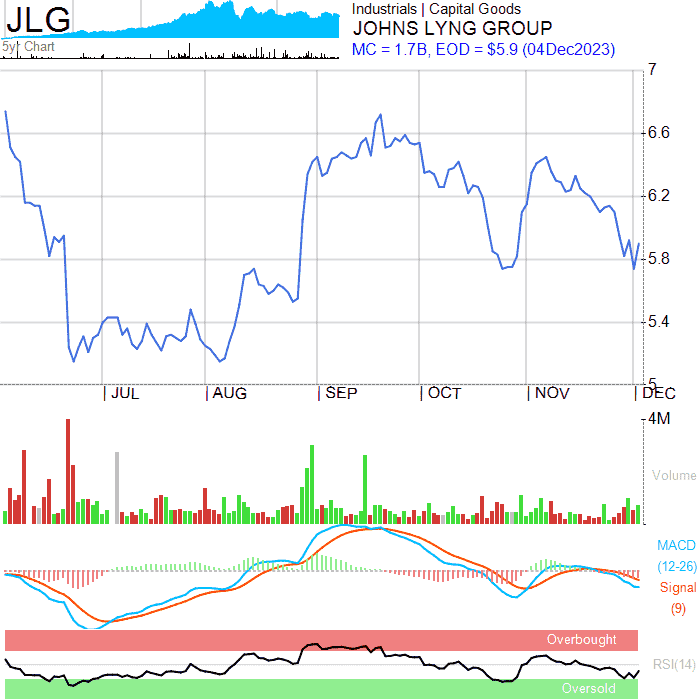 JLG
5yr Chart
Industrials | Capital Goods
JOHNS LYNG GROUP
MC = 1.7B, EOD = $5.9 (04Dec2023)
7
6.6
6.2
5.8
5.4
5
JUL AUG SEP OCT NOV DEC
4M
Volume
MACD
(12-26)
Signal
(9)
Overbought
RSI(14)
Oversold